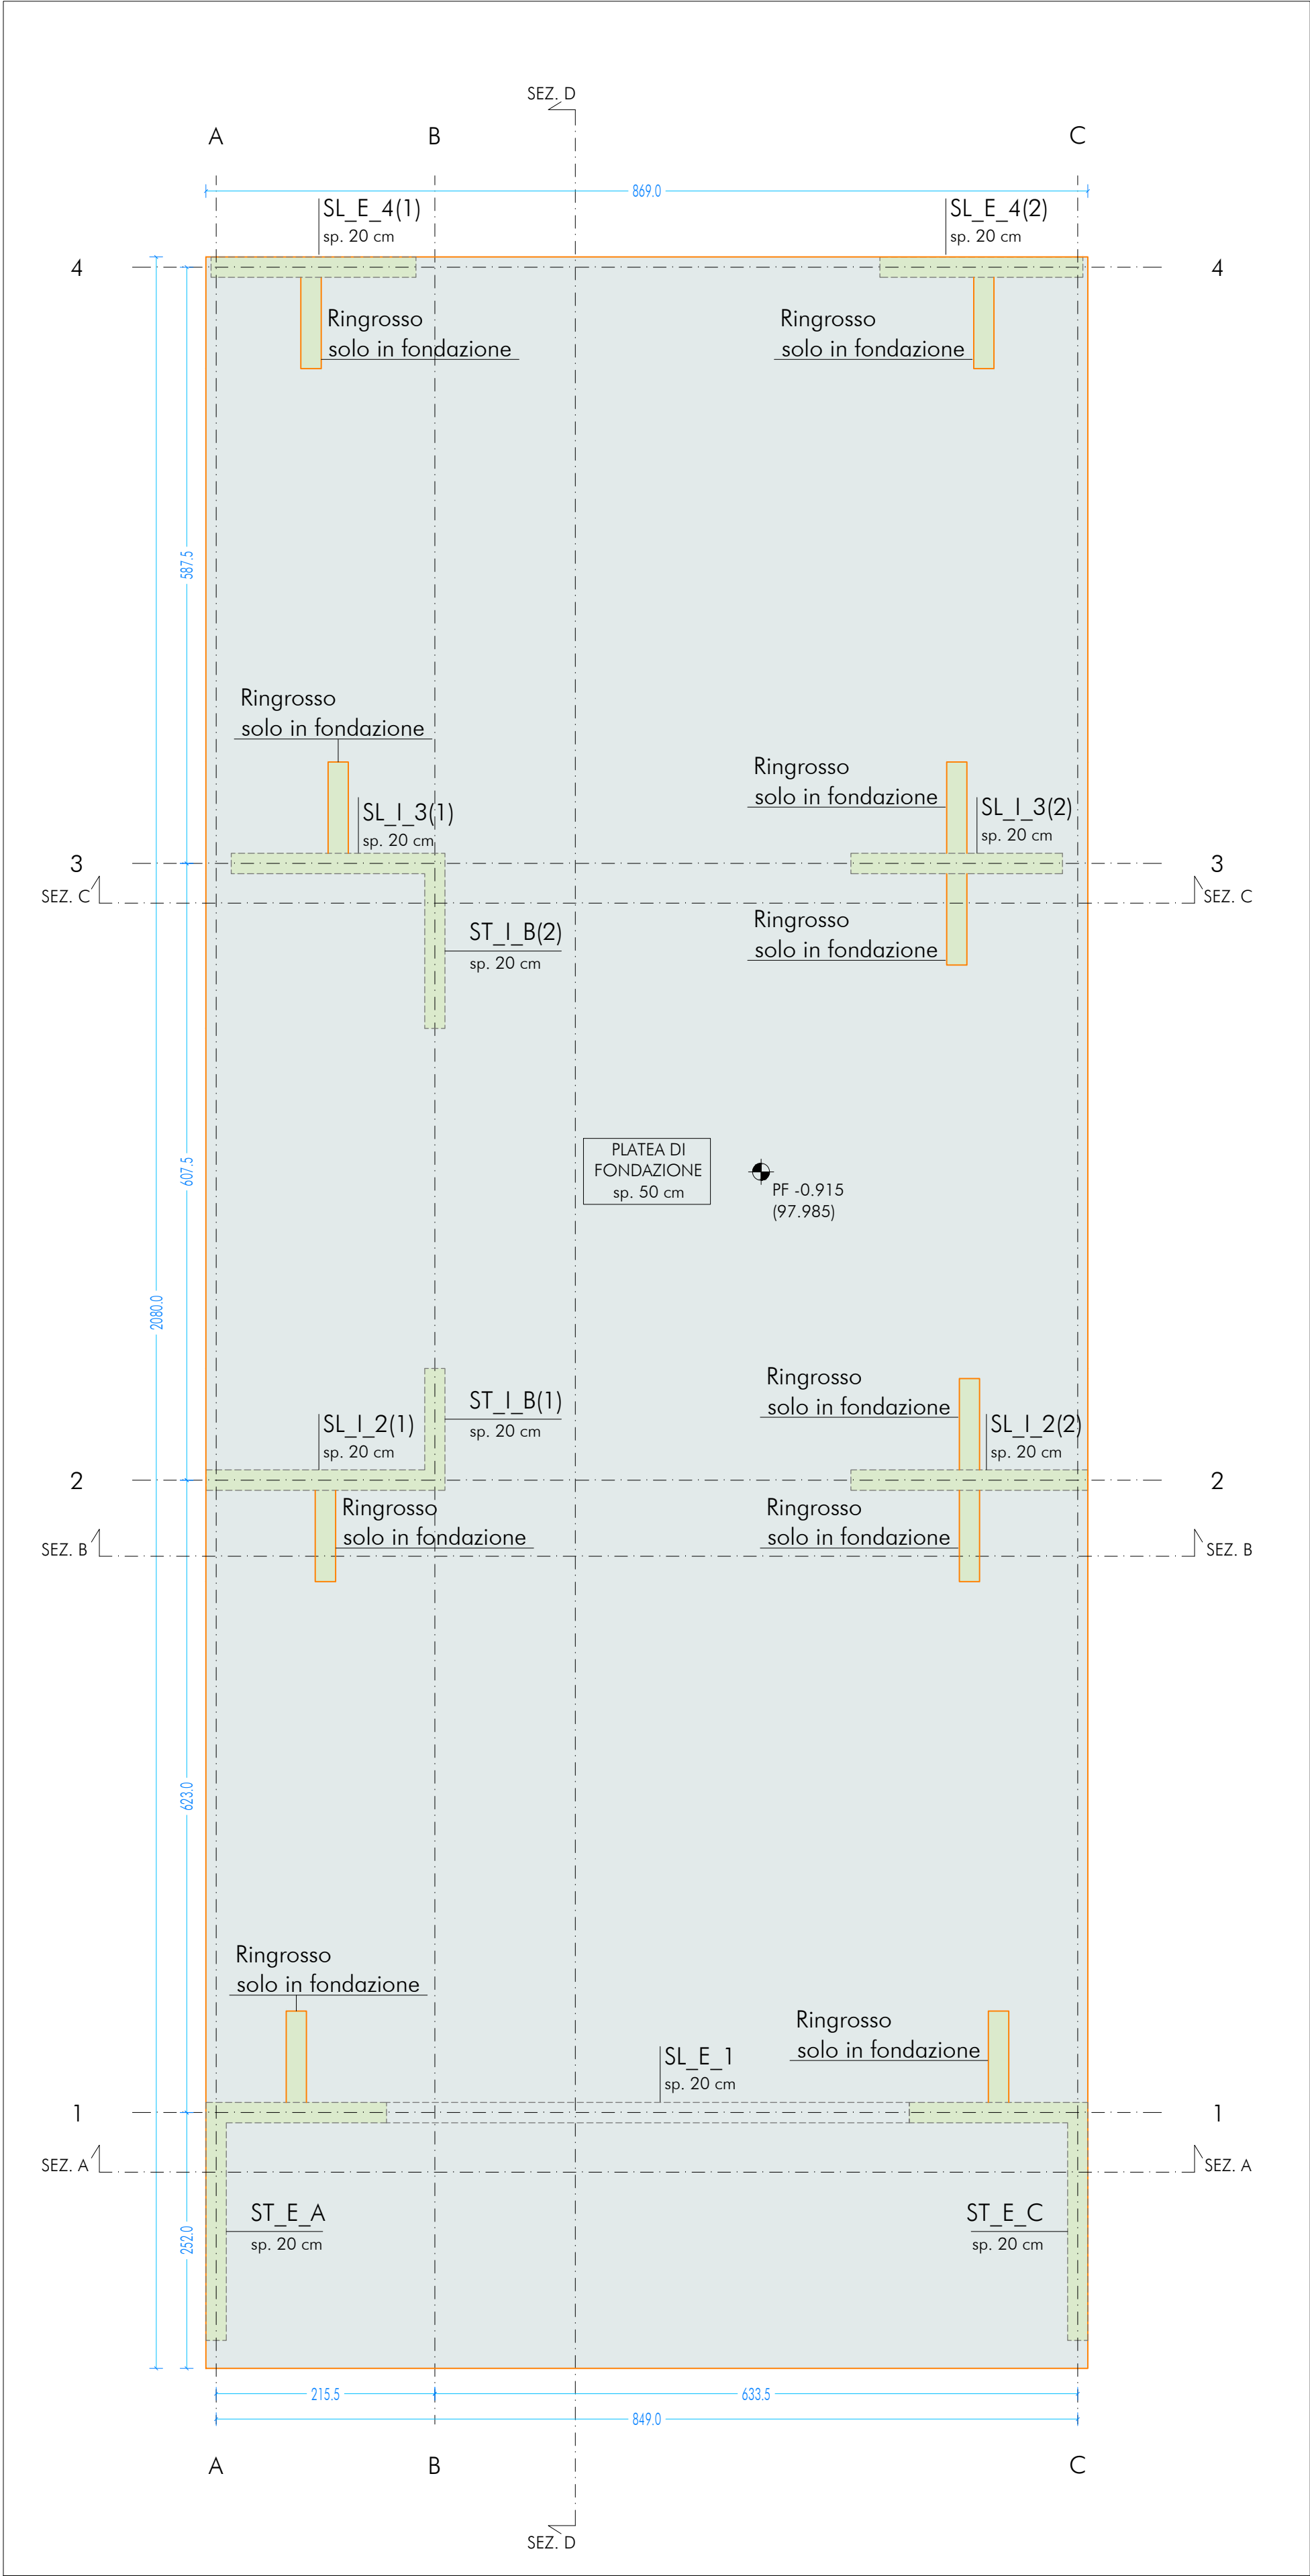 SEZ. D
A B C
869.0
SL_E_4(1)
sp. 20 cm
SL_E_4(2)
sp. 20 cm
4 4
Ringrosso
solo in fondazione
Ringrosso
solo in fondazione
587.5
Ringrosso
solo in fondazione
Ringrosso
solo in fondazione
SL_I_3(1)
sp. 20 cm
SL_I_3(2)
sp. 20 cm
3 3
SEZ. C SEZ. C
ST_I_B(2)
sp. 20 cm
Ringrosso
solo in fondazione
PLATEA DI
FONDAZIONE
sp. 50 cm
PF -0.915
(97.985)
607.5
2080.0
Ringrosso
solo in fondazione
ST_I_B(1)
sp. 20 cm
SL_I_2(1)
sp. 20 cm
SL_I_2(2)
sp. 20 cm
2 2
Ringrosso
solo in fondazione
Ringrosso
solo in fondazione
SEZ. B SEZ. B
623.0
Ringrosso
solo in fondazione
Ringrosso
solo in fondazione
SL_E_1
sp. 20 cm
1 1
SEZ. A SEZ. A
ST_E_A
sp. 20 cm
ST_E_C
sp. 20 cm
252.0
215.5 633.5
849.0
A B C
SEZ. D